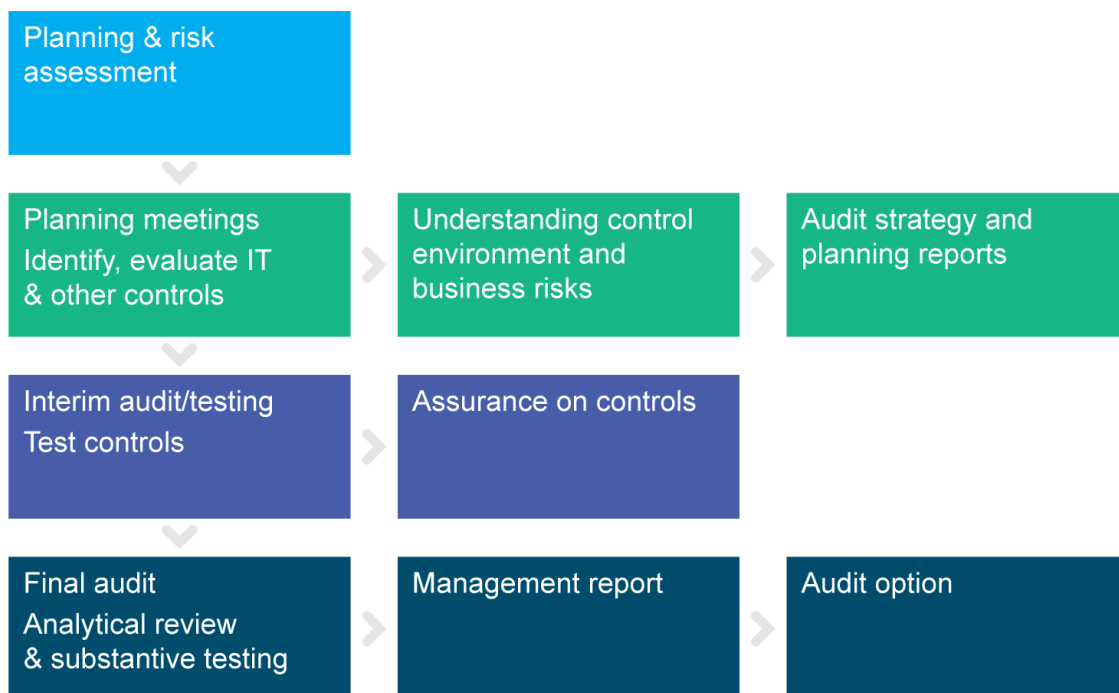 Planning & risk
assessment
Planning meetings
Identify, evaluate IT
& other controls
Understanding control
environment and
business risks
Audit strategy and
planning reports
Interim audit/testing
Test controls
Assurance on controls
Final audit
Analytical review
& substantive testing
Management report
Audit option